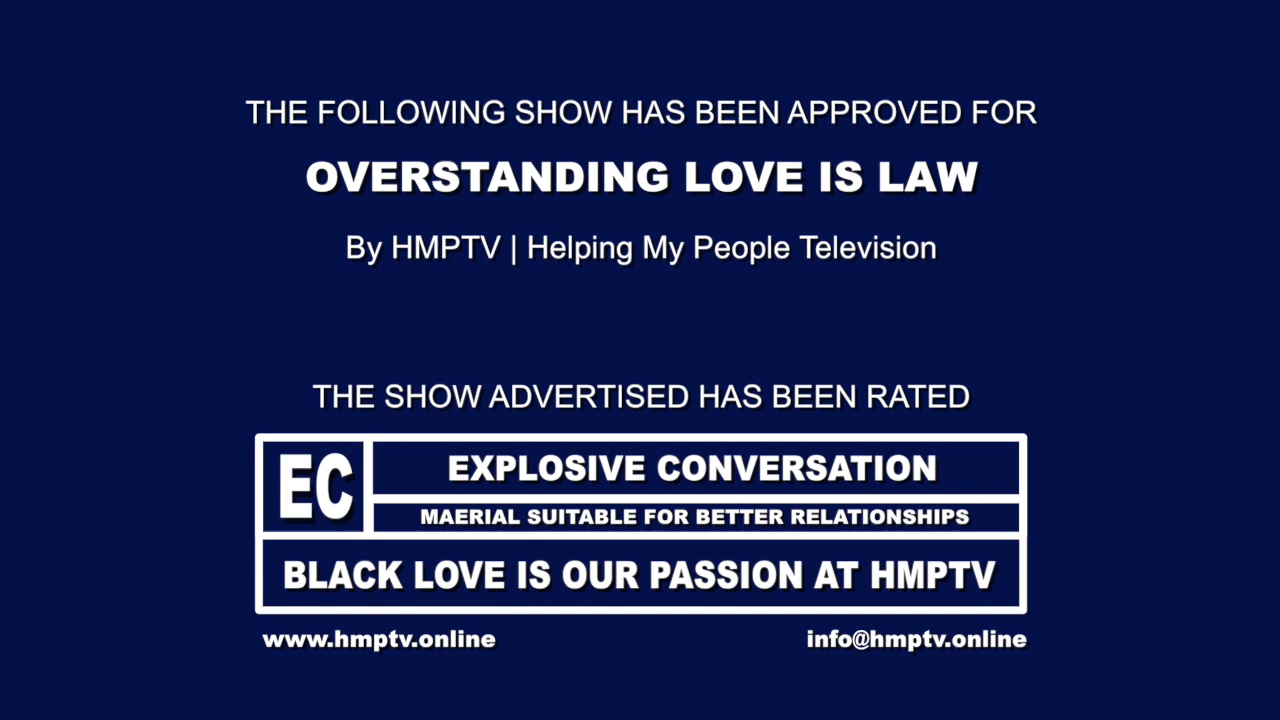 THE FOLLOWING SHOW HAS BEEN APPROVED FOR
OVERSTANDING LOVE IS LAW
By HMPTV | Helping My People Television
THE SHOW ADVERTISED HAS BEEN RATED
EC
EXPLOSIVE CONVERSATION
MAERIAL SUITABLE FOR BETTER RELATIONSHIPS
BLACK LOVE IS OUR PASSION AT HMPTV
www.hmptv.online
info@hmptv.online